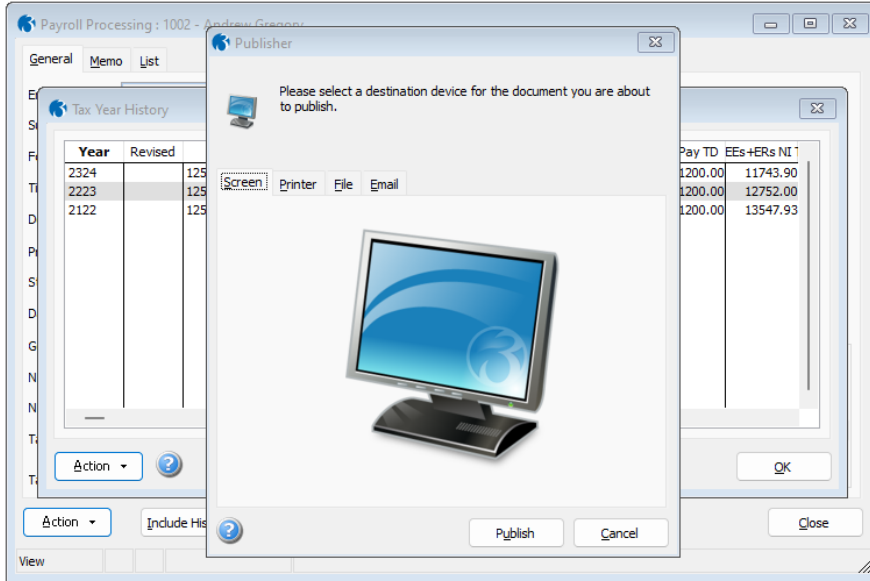 Payroll Processing : 1002 - Andrew Gregory
General Memo List
Publisher
Please select a destination device for the document you are about
to publish.
Screen Printer File Email
Tax Year History
Year Revised Pay TD EEs+ERs NI T
2324 125 1200.00 11743.90
2223 125 1200.00 12752.00
2122 125 1200.00 13547.93
Action OK
Publish Cancel
Action Include His Close
View